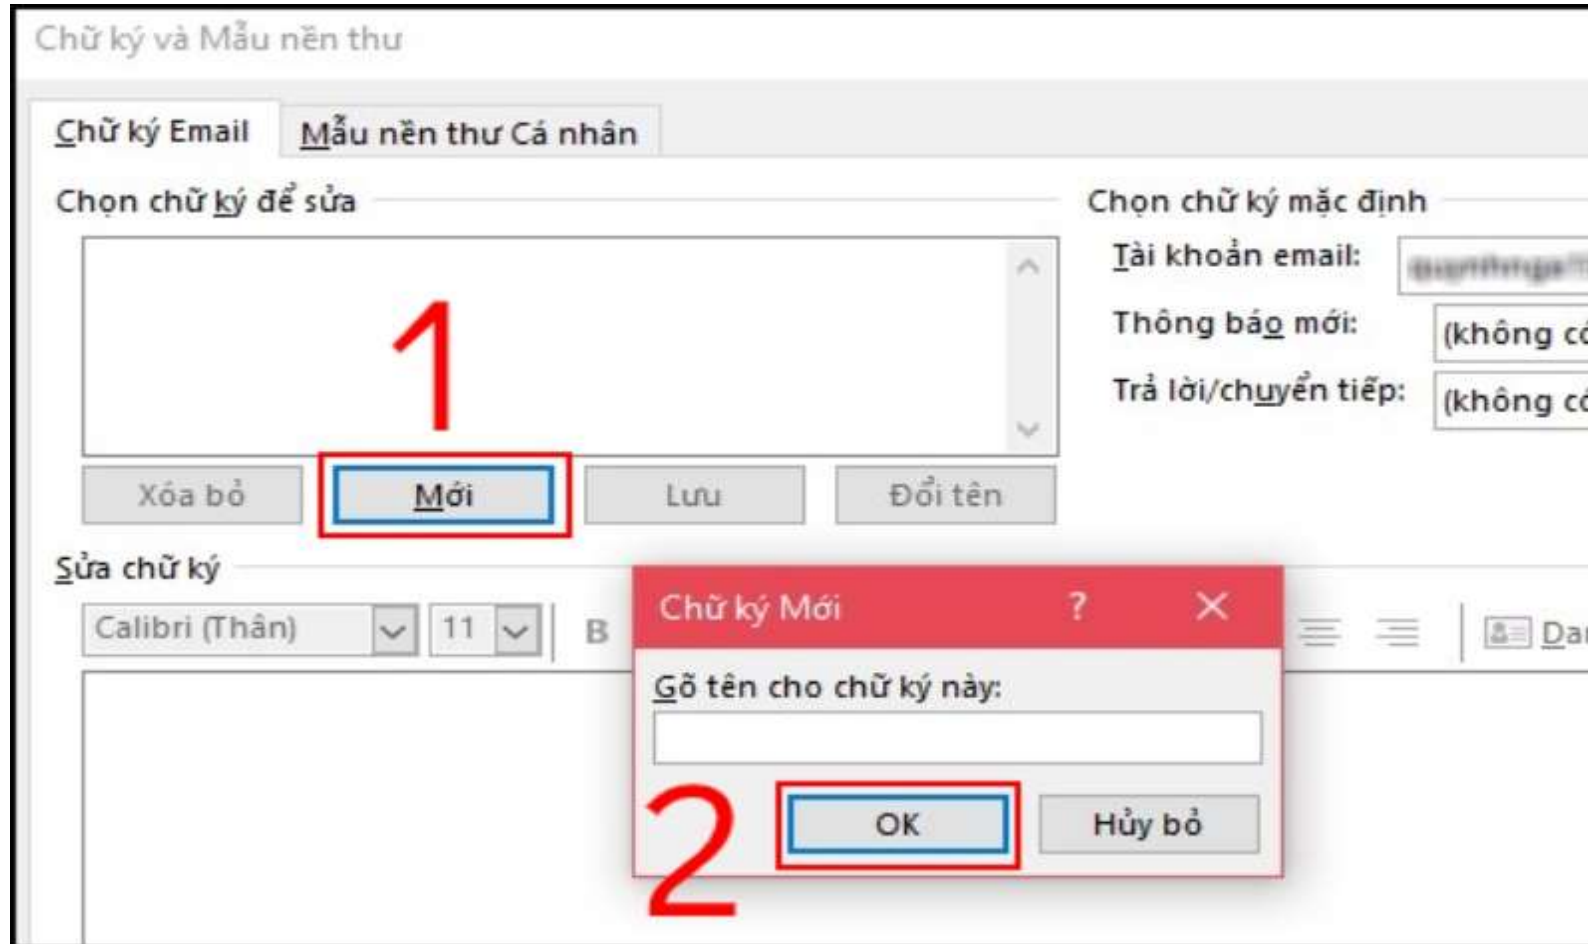 Chữ ký và Mẫu nền thư
Chữ ký Email
Mẫu nền thư Cá nhân
Chọn chữ ký để sửa
Chọn chữ ký mặc định
Tài khoản email:
Thông báo mới:
(không có
Trả lời/chuyển tiếp:
(không có
1
Xóa bỏ
Mới
Lưu
Đổi tên
Sửa chữ ký
Calibri (Thân)
11
B
Dan
Chữ ký Mới
?
Gõ tên cho chữ ký này:
2
OK
Hủy bỏ